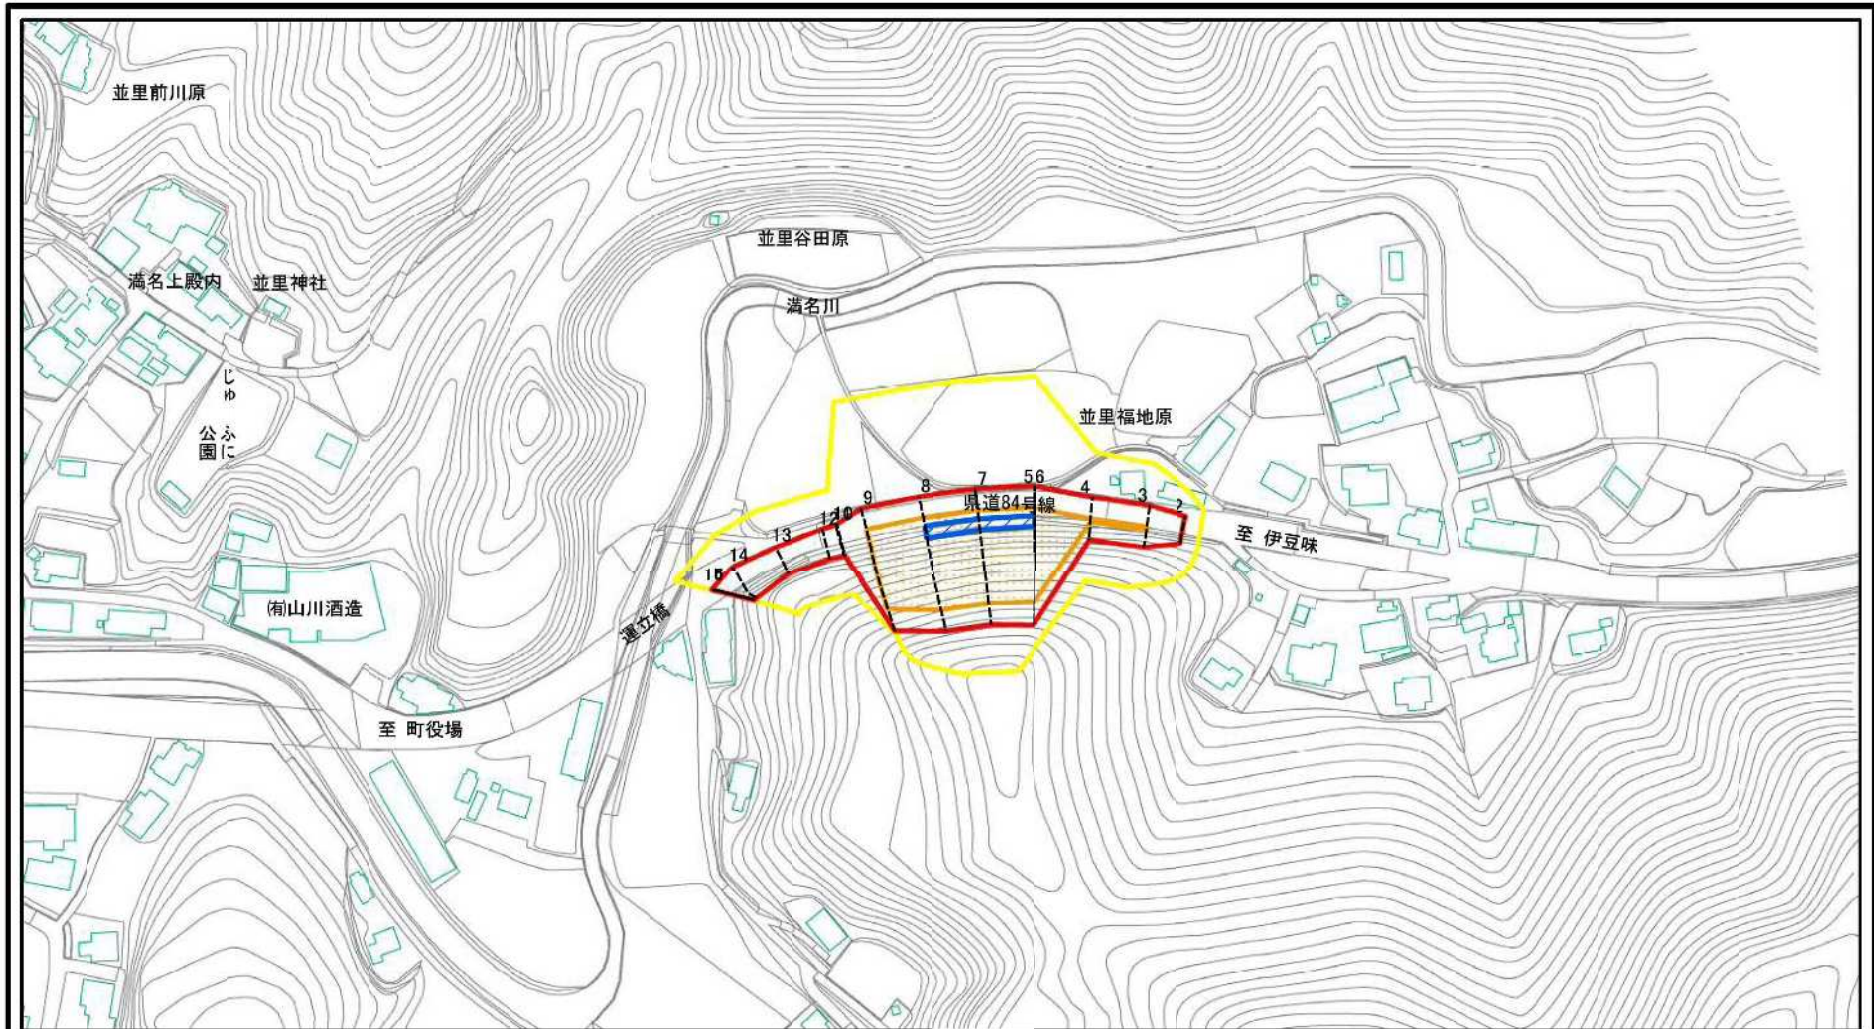 並里前川原
並里谷田原
満名上殿内
並里神社
満名川
じゅ
ふに
公園
並里福地原
56
7
4
8
3
9
2
県道84号線
10
12
13
14
至 伊豆味
㈲山川酒造
運立橋
至 町役場